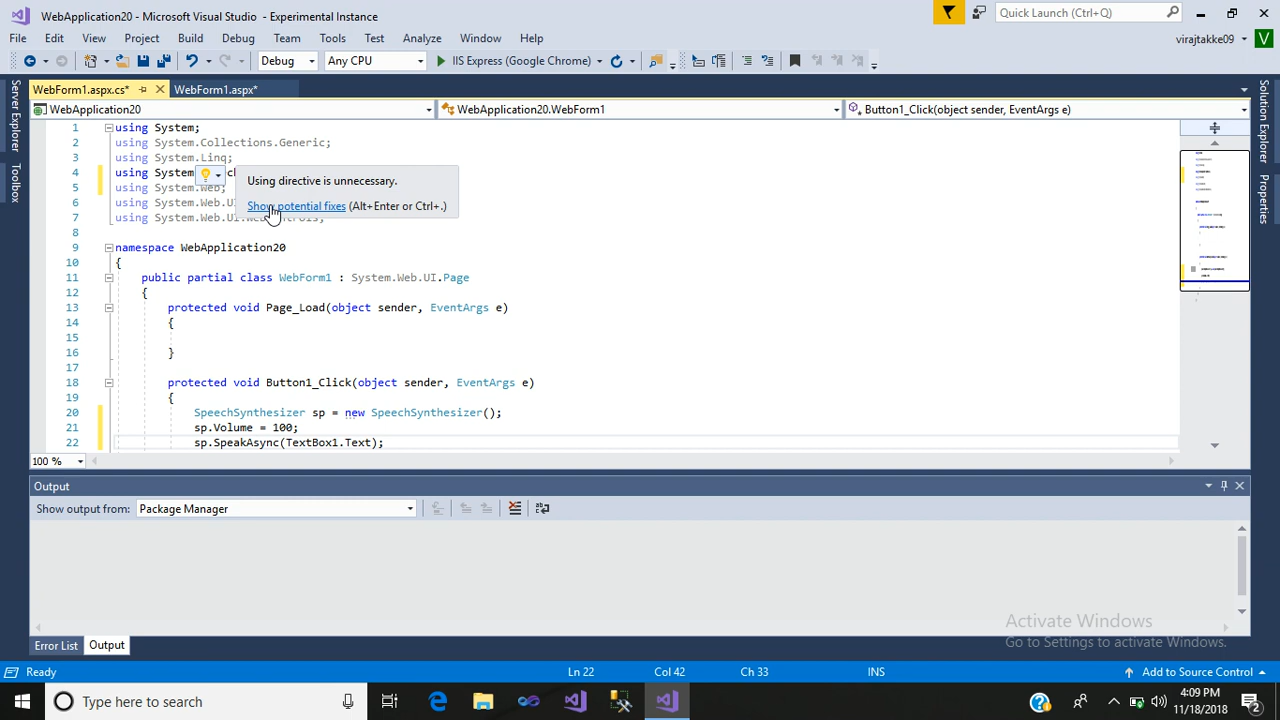 WebApplication20 - Microsoft Visual Studio - Experimental Instance
Quick Launch (Ctrl+Q)
File Edit View Project Build Debug Team Tools Test Analyze Window Help
virajtakke09 V
Debug Any CPU IIS Express (Google Chrome)
Server Explorer
Toolbox
WebForm1.aspx.cs* WebForm1.aspx*
WebApplication20 WebApplication20.WebForm1 Button1_Click(object sender, EventArgs e)
Solution Explorer
Properties
1 using System;
2 using System.Collections.Generic;
3 using System.Linq;
4 using System
5 using System.Web;
6 using System.Web.UI
7 using System.Web.UI.WebControls;
Using directive is unnecessary.
Show potential fixes (Alt+Enter or Ctrl+.)
8
9 namespace WebApplication20
10 {
11 public partial class WebForm1 : System.Web.UI.Page
12 {
13 protected void Page_Load(object sender, EventArgs e)
14 {
15
16 }
17
18 protected void Button1_Click(object sender, EventArgs e)
19 {
20 SpeechSynthesizer sp = new SpeechSynthesizer();
21 sp.Volume = 100;
22 sp.SpeakAsync(TextBox1.Text);
100 %
Output
Show output from: Package Manager
Activate Windows
Go to Settings to activate Windows.
Error List Output
Ready Ln 22 Col 42 Ch 33 INS Add to Source Control
Type here to search
4:09 PM
11/18/2018
2